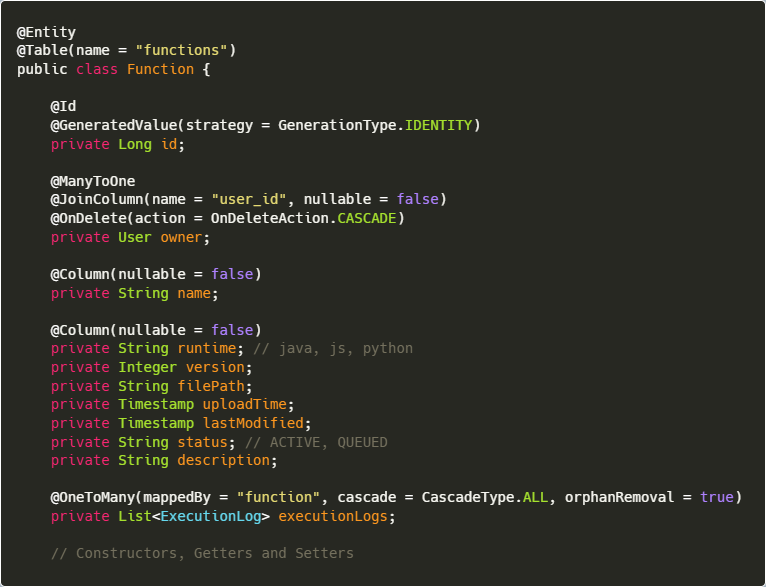 @Entity
@Table(name = "functions")
public class Function {
@Id
@GeneratedValue(strategy = GenerationType.IDENTITY)
private Long id;
@ManyToOne
@JoinColumn(name = "user_id", nullable = false)
@OnDelete(action = OnDeleteAction.CASCADE)
private User owner;
@Column(nullable = false)
private String name;
@Column(nullable = false)
private String runtime; // java, js, python
private Integer version;
private String filePath;
private Timestamp uploadTime;
private Timestamp lastModified;
private String status; // ACTIVE, QUEUED
private String description;
@OneToMany(mappedBy = "function", cascade = CascadeType.ALL, orphanRemoval = true)
private List<ExecutionLog> executionLogs;
// Constructors, Getters and Setters